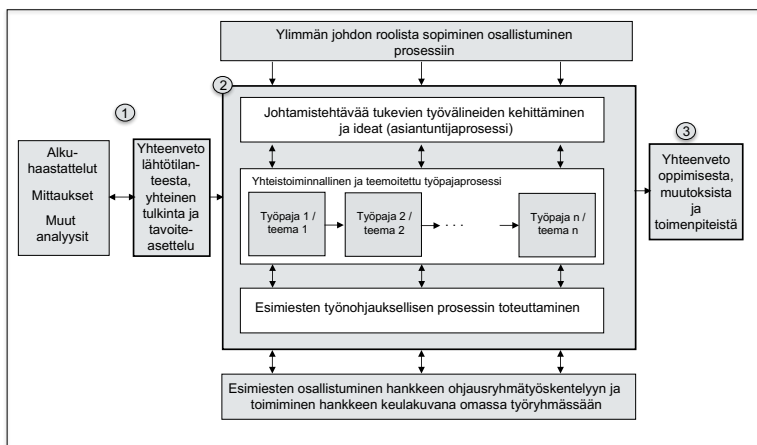 Ylimmän johdon roolista sopiminen osallistuminen
prosessiin
1
Alku-
haastattelut
Mittaukset
Muut
analyysit
Yhteenveto
lähtötilan-
teesta,
yhteinen
tulkinta ja
tavoite-
asettelu
2
Johtamistehtävää tukevien työvälineiden kehittäminen
ja ideat (asiantuntijaprosessi)
Yhteistoiminnallinen ja teemoitettu työpajaprosessi
Työpaja 1 /
teema 1
Työpaja 2 /
teema 2
. . .
Työpaja n /
teema n
Esimiesten työnohjauksellisen prosessin toteuttaminen
3
Yhteenveto
oppimisesta,
muutoksista
ja
toimenpiteistä
Esimiesten osallistuminen hankkeen ohjausryhmätyöskentelyyn ja
toimiminen hankkeen keulakuvana omassa työryhmässään